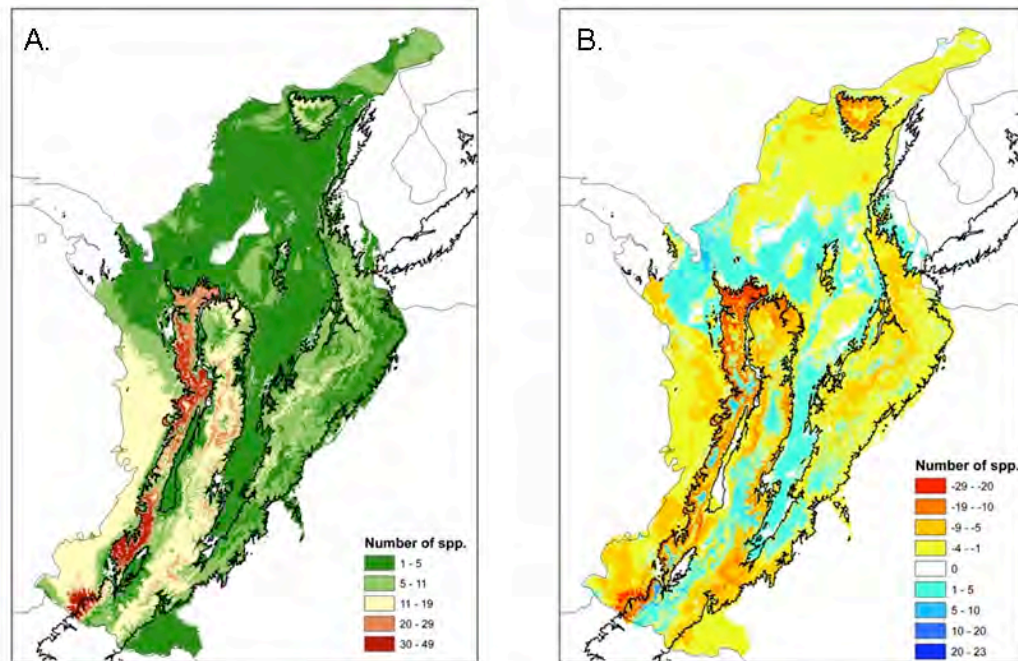 A.
Number of spp.
1 - 5
5 - 11
11 - 19
20 - 29
30 - 49
B.
Number of spp.
-29 - -20
-19 - -10
-9 - -5
-4 - -1
0
1 - 5
5 - 10
10 - 20
20 - 23